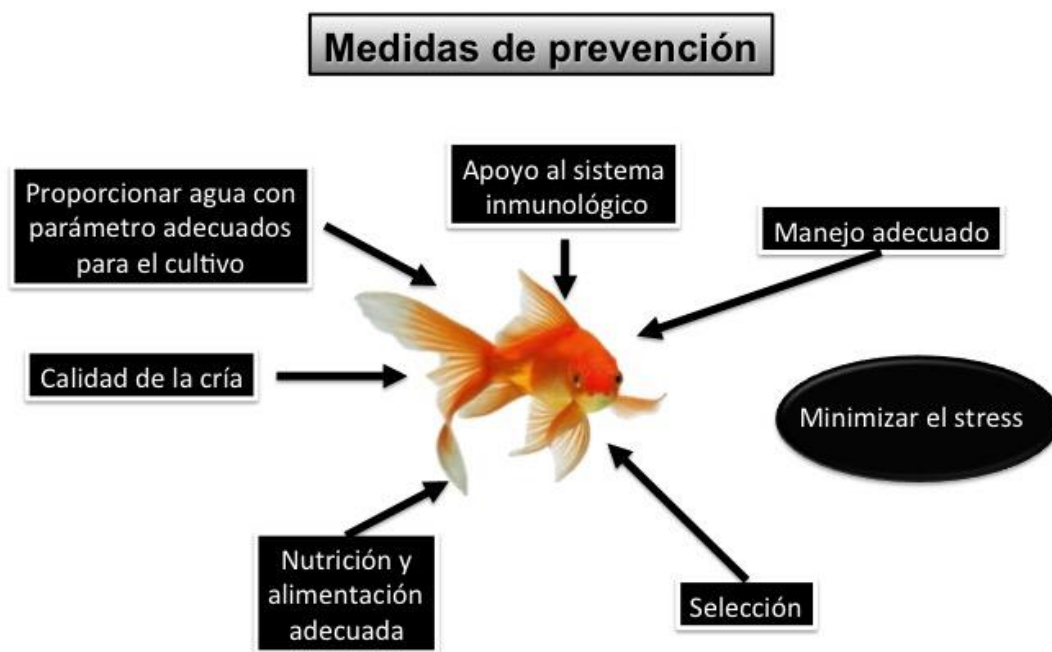 Medidas de prevención
Apoyo al sistema
inmunológico
Proporcionar agua con
parámetro adecuados
para el cultivo
Manejo adecuado
Calidad de la cría
Minimizar el stress
Nutrición y
alimentación
adecuada
Selección